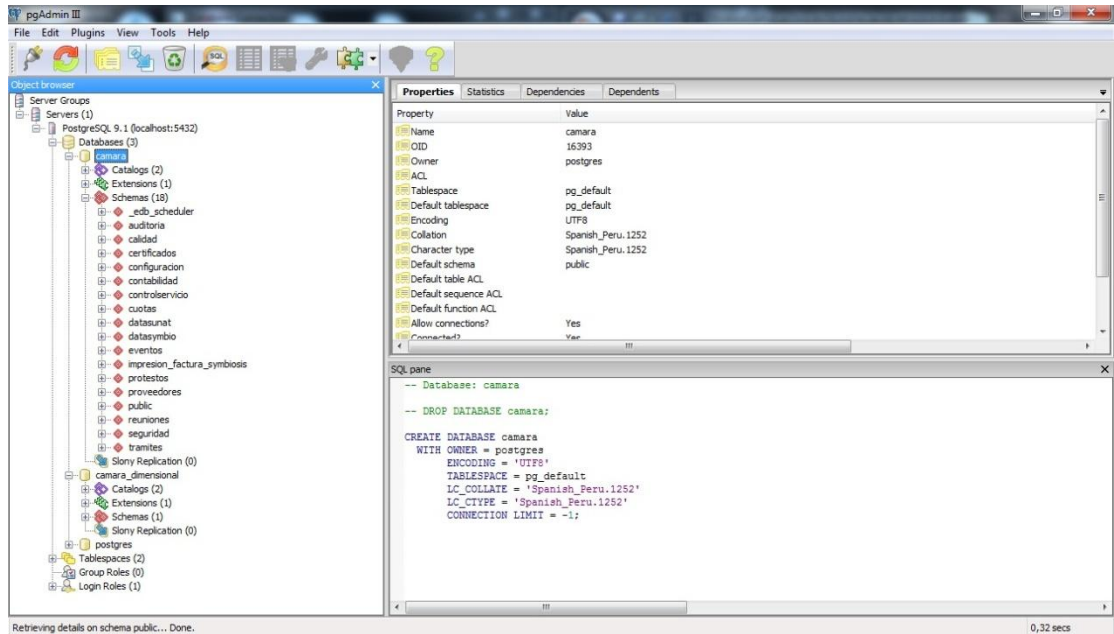 pgAdmin III
File Edit Plugins View Tools Help
SQL
Object browser
Server Groups
Servers (1)
PostgreSQL 9.1 (localhost:5432)
Databases (3)
camara
Catalogs (2)
Extensions (1)
Schemas (18)
_edb_scheduler
auditoria
calidad
certificados
configuracion
contabilidad
controlservicio
cuotas
datasunat
datasymbio
eventos
impresion_factura_symbiosis
protestos
proveedores
public
reuniones
seguridad
tramites
Slony Replication (0)
camara_dimensional
Catalogs (2)
Extensions (1)
Schemas (1)
Slony Replication (0)
postgres
Tablespaces (2)
Group Roles (0)
Login Roles (1)
Properties Statistics Dependencies Dependents
Property Value
Name camara
OID 16393
Owner postgres
ACL
Tablespace pg_default
Default tablespace pg_default
Encoding UTF8
Collation Spanish_Peru.1252
Character type Spanish_Peru.1252
Default schema public
Default table ACL
Default sequence ACL
Default function ACL
Allow connections? Yes
Connected? Yes
SQL pane
-- Database: camara
-- DROP DATABASE camara;
CREATE DATABASE camara
WITH OWNER = postgres
ENCODING = 'UTF8'
TABLESPACE = pg_default
LC_COLLATE = 'Spanish_Peru.1252'
LC_CTYPE = 'Spanish_Peru.1252'
CONNECTION LIMIT = -1;
Retrieving details on schema public... Done. 0,32 secs